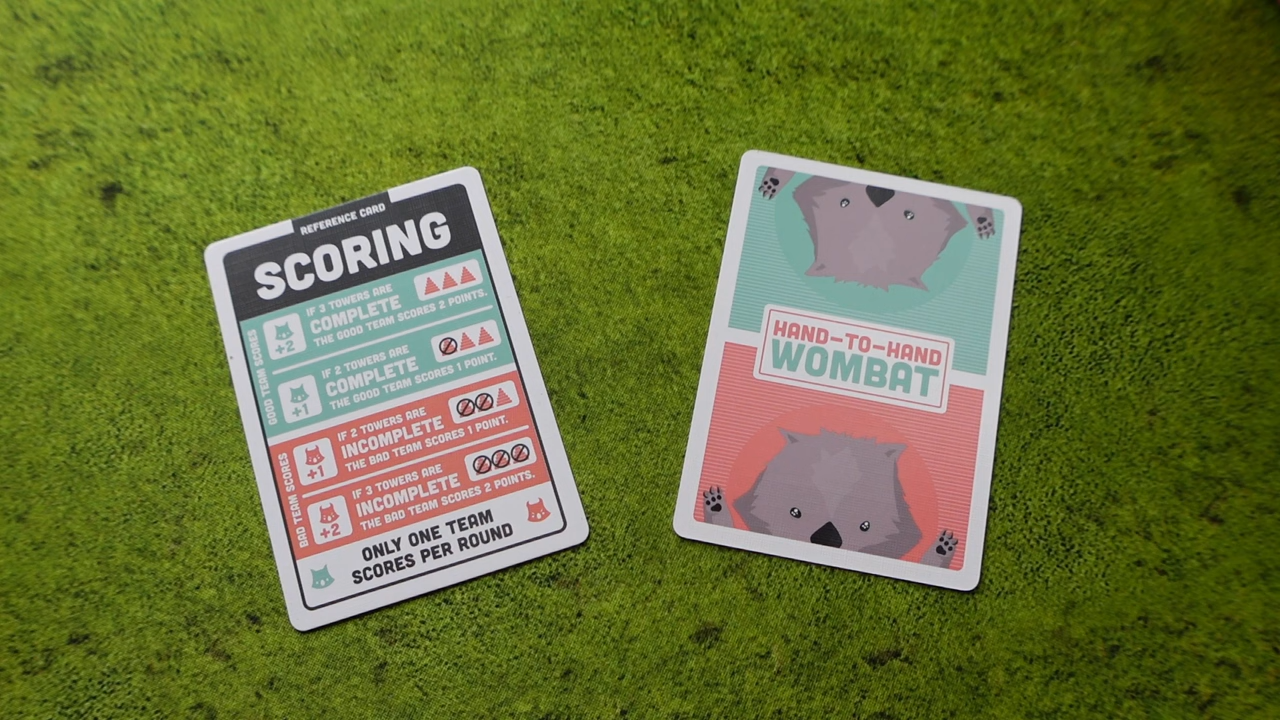 REFERENCE CARD
SCORING
GOOD TEAM SCORES
+2
IF 3 TOWERS ARE
COMPLETE
THE GOOD TEAM SCORES 2 POINTS.
+1
IF 2 TOWERS ARE
COMPLETE
THE GOOD TEAM SCORES 1 POINT.
BAD TEAM SCORES
+1
IF 2 TOWERS ARE
INCOMPLETE
THE BAD TEAM SCORES 1 POINT.
+2
IF 3 TOWERS ARE
INCOMPLETE
THE BAD TEAM SCORES 2 POINTS.
ONLY ONE TEAM
SCORES PER ROUND
HAND-TO-HAND
WOMBAT